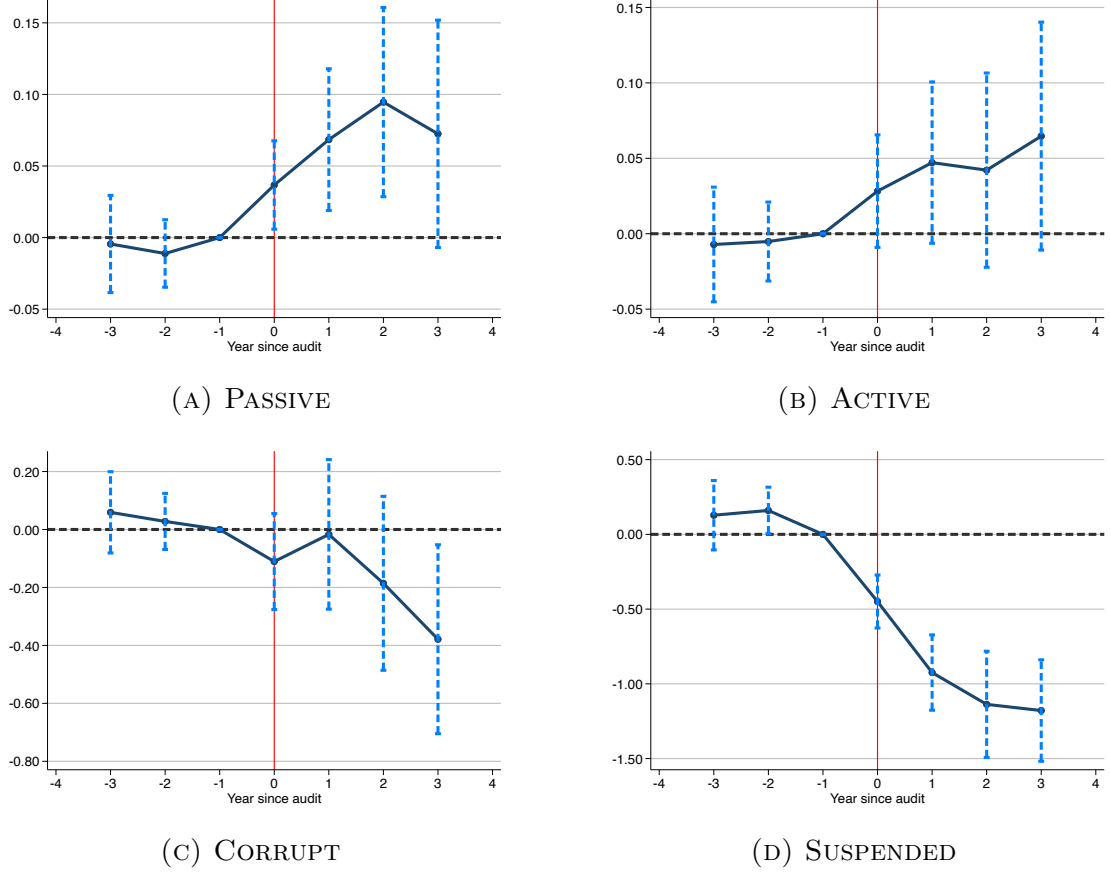 0.15
0.10
0.05
0.00
-0.05
-4 -3 -2 -1 0 1 2 3 4
Year since audit
(A) PASSIVE
0.15
0.10
0.05
0.00
-0.05
-4 -3 -2 -1 0 1 2 3 4
Year since audit
(B) ACTIVE
0.20
0.00
-0.20
-0.40
-0.60
-0.80
-4 -3 -2 -1 0 1 2 3 4
Year since audit
(C) CORRUPT
0.50
0.00
-0.50
-1.00
-1.50
-4 -3 -2 -1 0 1 2 3 4
Year since audit
(D) SUSPENDED